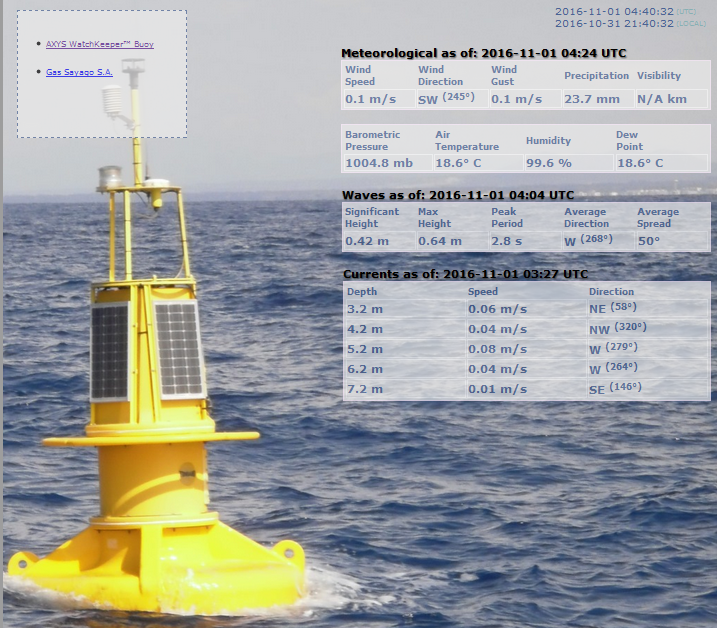 2016-11-01 04:40:32 (UTC)
2016-10-31 21:40:32 (LOCAL)
AXYS WatchKeeper™ Buoy
Gas Sayago S.A.
Meteorological as of: 2016-11-01 04:24 UTC
Wind Speed Wind Direction Wind Gust Precipitation Visibility
0.1 m/s SW (245°) 0.1 m/s 23.7 mm N/A km
Barometric Pressure Air Temperature Humidity Dew Point
1004.8 mb 18.6° C 99.6 % 18.6° C
Waves as of: 2016-11-01 04:04 UTC
Significant Height Max Height Peak Period Average Direction Average Spread
0.42 m 0.64 m 2.8 s W (268°) 50°
Currents as of: 2016-11-01 03:27 UTC
Depth Speed Direction
3.2 m 0.06 m/s NE (58°)
4.2 m 0.04 m/s NW (320°)
5.2 m 0.08 m/s W (279°)
6.2 m 0.04 m/s W (264°)
7.2 m 0.01 m/s SE (146°)